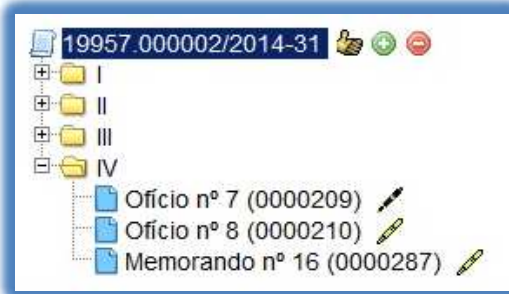 19957.000002/2014-31
I
II
III
IV
Ofício nº 7 (0000209)
Ofício nº 8 (0000210)
Memorando nº 16 (0000287)